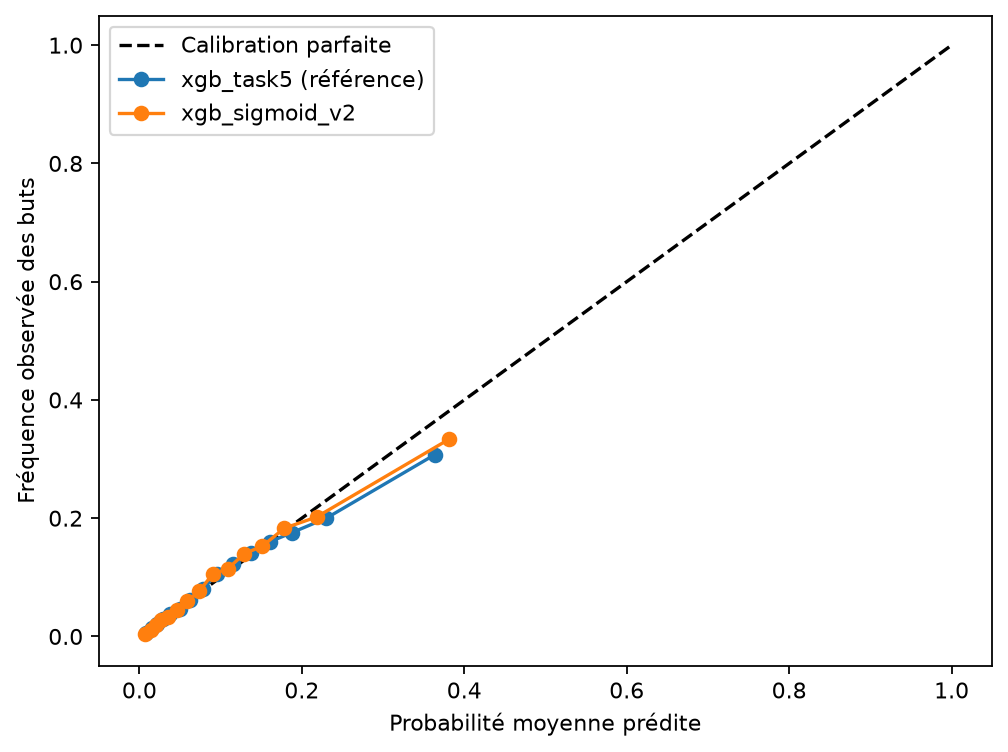 Calibration parfaite
xgb_task5 (référence)
xgb_sigmoid_v2
1.0
0.8
0.6
0.4
0.2
0.0
Fréquence observée des buts
0.0 0.2 0.4 0.6 0.8 1.0
Probabilité moyenne prédite